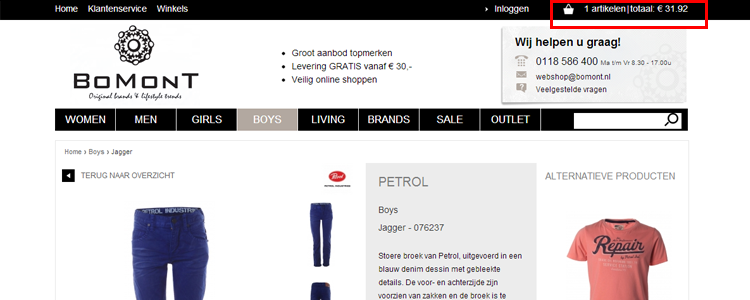 Home Klantenservice Winkels
Inloggen
1 artikelen | totaal: € 31.92
BOMONT
Original brands & lifestyle trends
Groot aanbod topmerken
Levering GRATIS vanaf € 30,-
Veilig online shoppen
Wij helpen u graag!
0118 586 400 Ma t/m Vr 8.30 - 17.00u
webshop@bomont.nl
Veelgestelde vragen
WOMEN MEN GIRLS BOYS LIVING BRANDS SALE OUTLET
Home › Boys › Jagger
TERUG NAAR OVERZICHT
PETROL INDUSTRI
PETROL
Boys
Jagger - 076237
Stoere broek van Petrol, uitgevoerd in een
blauw denim dessin met gebleekte
details. De voor- en achterzijde zijn
voorzien van zakken en de broek is te
ALTERNATIEVE PRODUCTEN
Repair